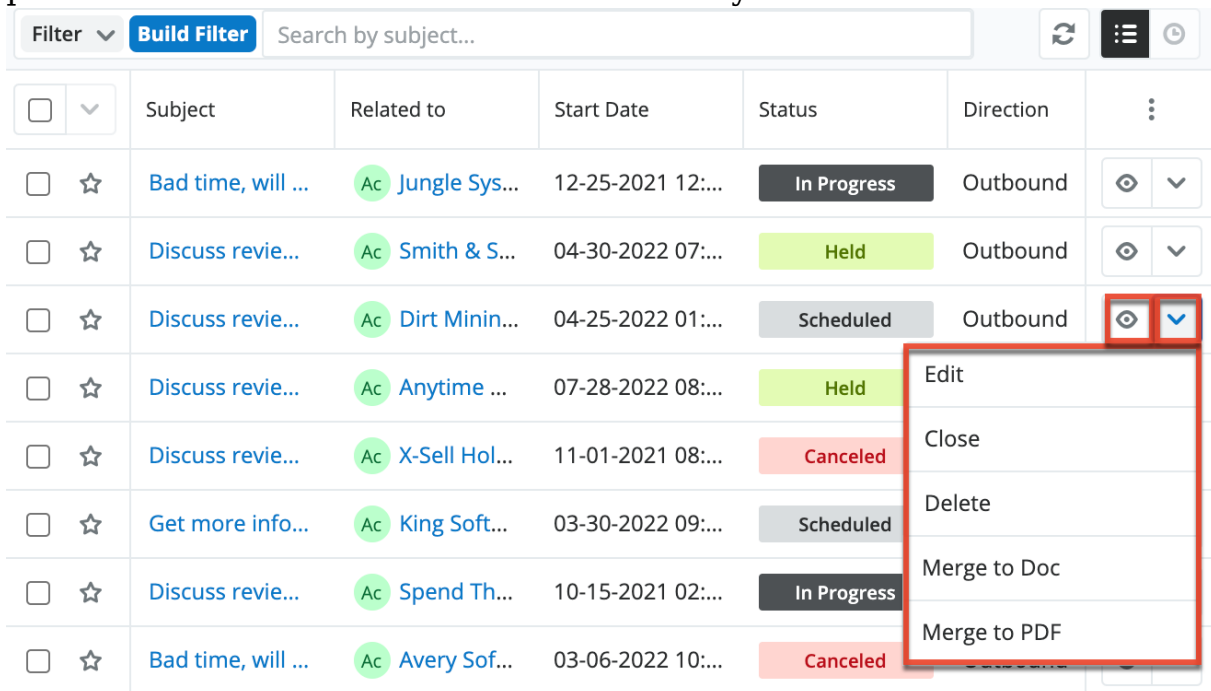 Filter Build Filter Search by subject...
Subject Related to Start Date Status Direction
Bad time, will ... Ac Jungle Sys... 12-25-2021 12:... In Progress Outbound
Discuss revie... Ac Smith & S... 04-30-2022 07:... Held Outbound
Discuss revie... Ac Dirt Minin... 04-25-2022 01:... Scheduled Outbound
Edit
Discuss revie... Ac Anytime ... 07-28-2022 08:... Held
Close
Discuss revie... Ac X-Sell Hol... 11-01-2021 08:... Canceled
Delete
Get more info... Ac King Soft... 03-30-2022 09:... Scheduled
Merge to Doc
Discuss revie... Ac Spend Th... 10-15-2021 02:... In Progress
Merge to PDF
Bad time, will ... Ac Avery Sof... 03-06-2022 10:... Canceled